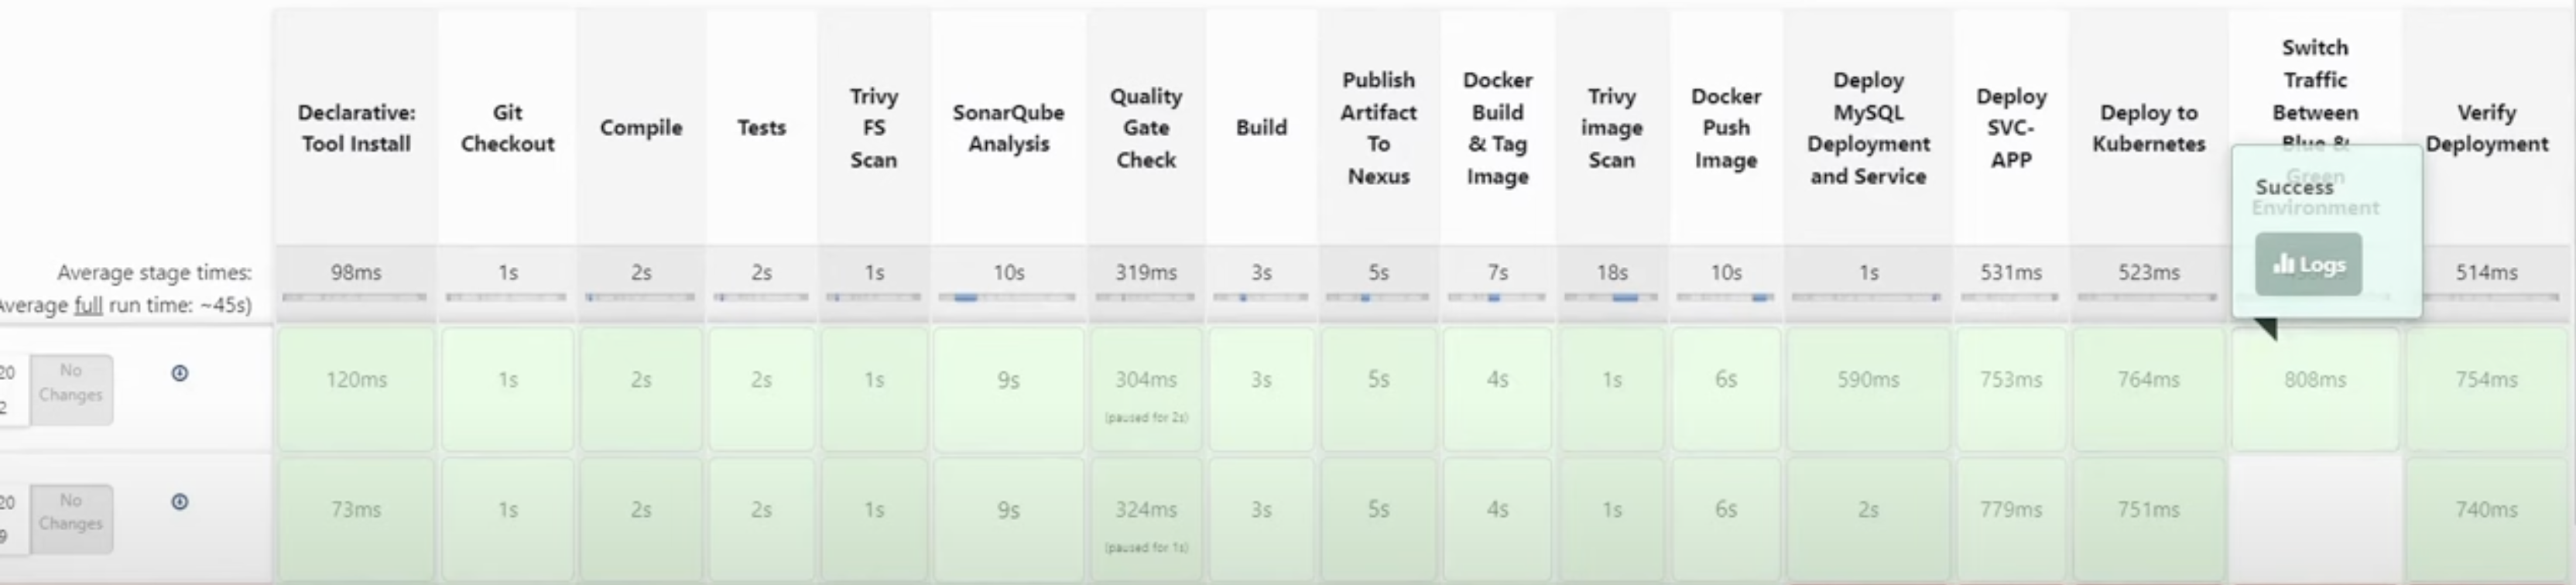 Declarative:
Tool Install
Git
Checkout
Compile
Tests
Trivy
FS
Scan
SonarQube
Analysis
Quality
Gate
Check
Build
Publish
Artifact
To
Nexus
Docker
Build
& Tag
Image
Trivy
image
Scan
Docker
Push
Image
Deploy
MySQL
Deployment
and Service
Deploy
SVC-
APP
Deploy to
Kubernetes
Switch
Traffic
Between
Blue &
Green
Environment
Verify
Deployment
Success
Logs
Average stage times:
98ms 1s 2s 2s 1s 10s 319ms 3s 5s 7s 18s 10s 1s 531ms 523ms 514ms
Average full run time: ~45s)
20
2
No
Changes
120ms 1s 2s 2s 1s 9s 304ms 3s 5s 4s 1s 6s 590ms 753ms 764ms 808ms 754ms
(paused for 2s)
20
9
No
Changes
73ms 1s 2s 2s 1s 9s 324ms 3s 5s 4s 1s 6s 2s 779ms 751ms 740ms
(paused for 1s)